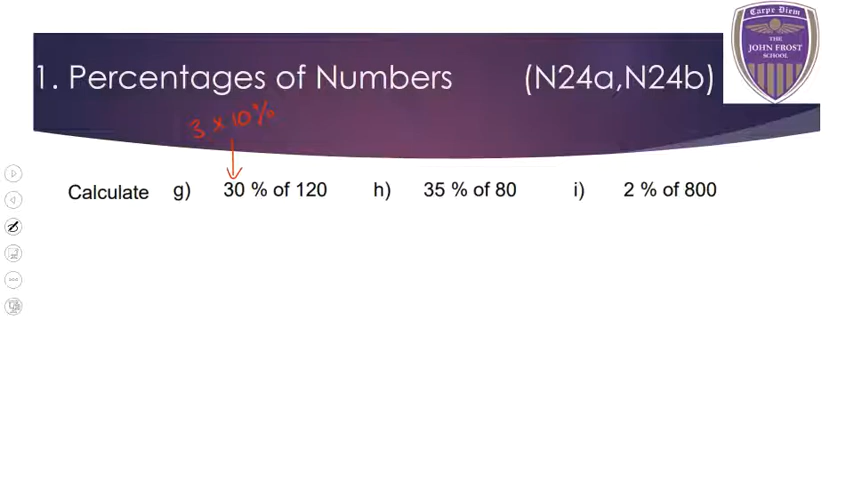 Carpe Diem
THE
JOHN FROST
SCHOOL
1. Percentages of Numbers (N24a,N24b)
3 × 10%
Calculate g) 30 % of 120 h) 35 % of 80 i) 2 % of 800